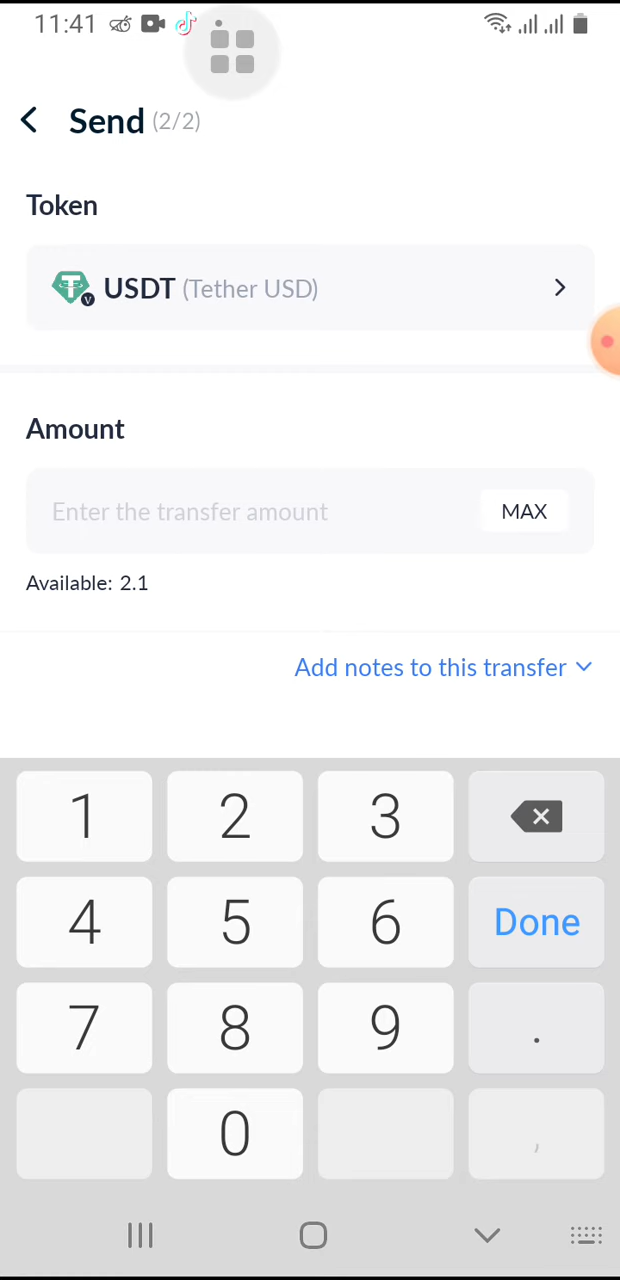 11:41
Send (2/2)
Token
USDT (Tether USD)
Amount
Enter the transfer amount
MAX
Available: 2.1
Add notes to this transfer
1 2 3
4 5 6 Done
7 8 9 .
0 ,